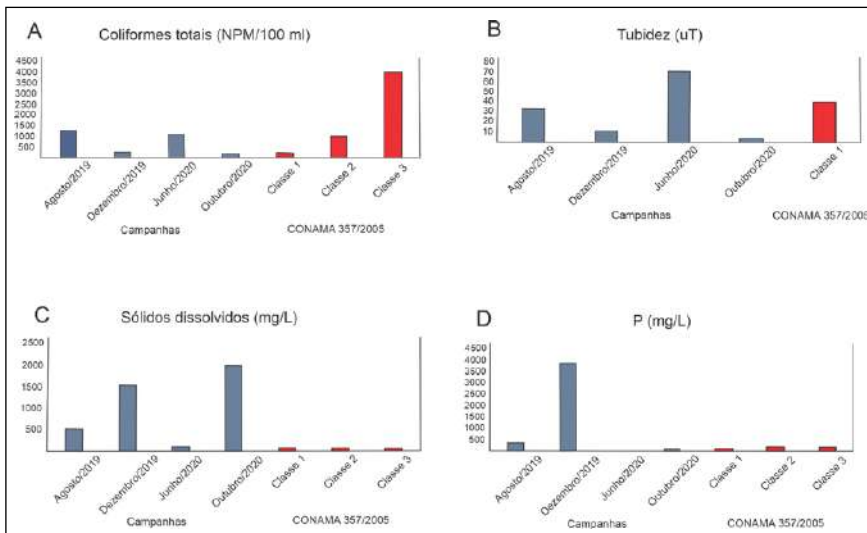 A
Coliformes totais (NPM/100 ml)
4500
4000
3500
3000
2500
2000
1500
1000
500
Agosto/2019
Dezembro/2019
Junho/2020
Outubro/2020
Classe 1
Classe 2
Classe 3
Campanhas
CONAMA 357/2005
B
Tubidez (uT)
80
70
60
50
40
30
20
10
Agosto/2019
Dezembro/2019
Junho/2020
Outubro/2020
Classe 1
Campanhas
CONAMA 357/2005
C
Sólidos dissolvidos (mg/L)
2500
2000
1500
1000
500
Agosto/2019
Dezembro/2019
Junho/2020
Outubro/2020
Classe 1
Classe 2
Classe 3
Campanhas
CONAMA 357/2005
D
P (mg/L)
4500
4000
3500
3000
2500
2000
1500
1000
500
Agosto/2019
Dezembro/2019
Junho/2020
Outubro/2020
Classe 1
Classe 2
Classe 3
Campanhas
CONAMA 357/2005